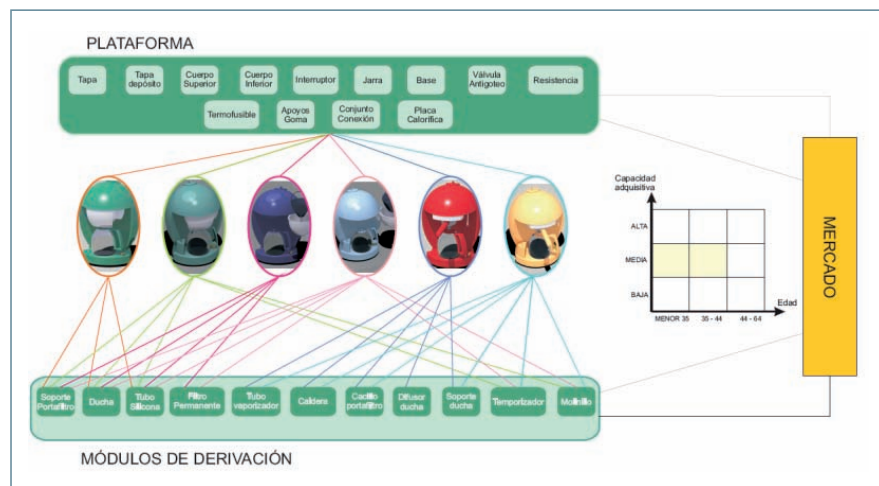 PLATAFORMA
Tapa
Tapa
depósito
Cuerpo
Superior
Cuerpo
Inferior
Interruptor
Jarra
Base
Válvula
Antigoteo
Resistencia
Termofusible
Apoyos
Goma
Conjunto
Conexión
Placa
Calorífica
Capacidad
adquisitiva
ALTA
MEDIA
BAJA
Edad
MENOR 35
35 - 44
44 - 64
MERCADO
Soporte
Portafiltro
Ducha
Tubo
Silicona
Filtro
Permanente
Tubo
vaporizador
Caldera
Cacillo
portafiltro
Difusor
ducha
Soporte
ducha
Temporizador
Molinillo
MÓDULOS DE DERIVACIÓN